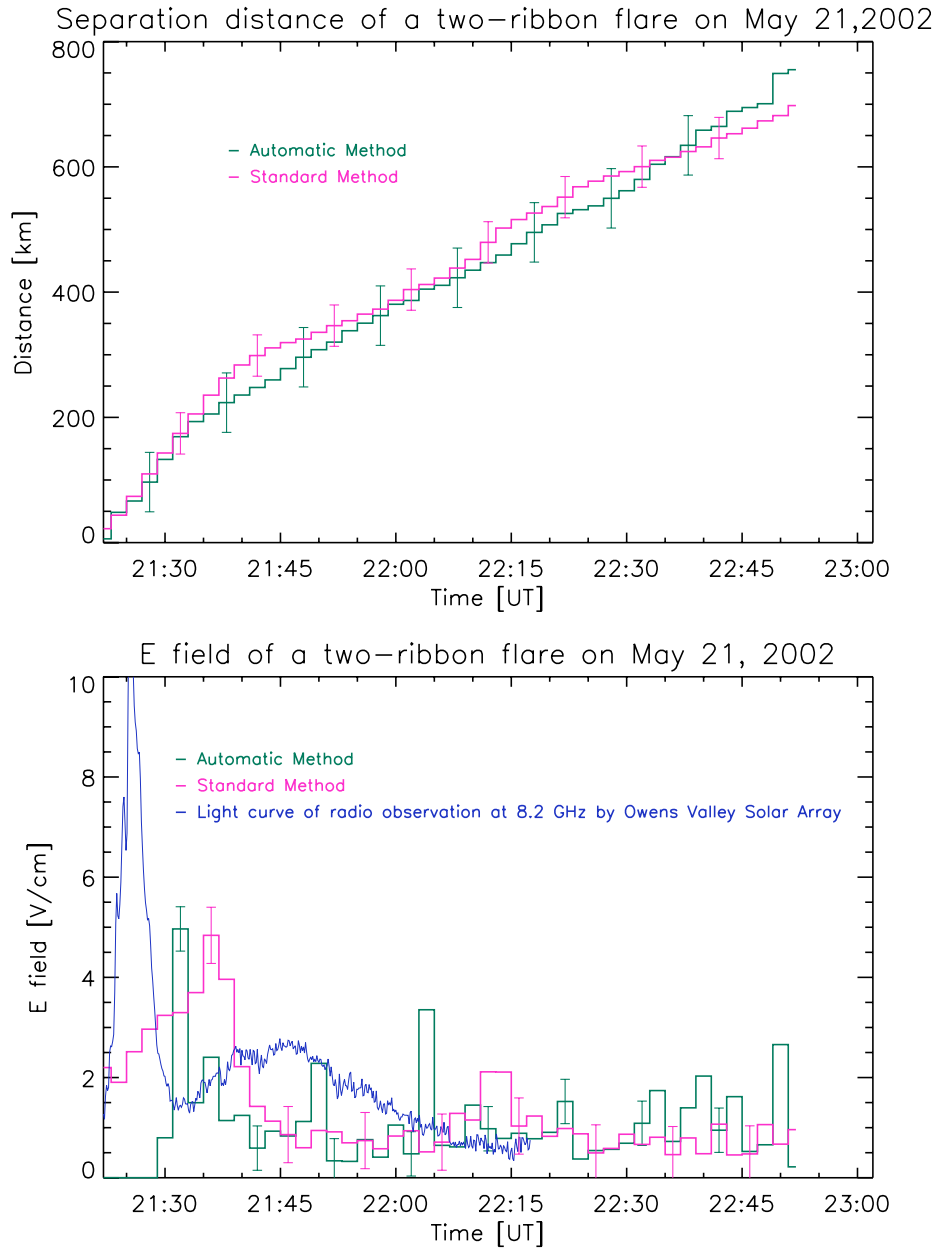 Separation distance of a two-ribbon flare on May 21,2002
800
600
400
200
0
Distance [km]
Automatic Method
Standard Method
21:30 21:45 22:00 22:15 22:30 22:45 23:00
Time [UT]
E field of a two-ribbon flare on May 21, 2002
10
8
6
4
2
0
E field [V/cm]
Automatic Method
Standard Method
Light curve of radio observation at 8.2 GHz by Owens Valley Solar Array
21:30 21:45 22:00 22:15 22:30 22:45 23:00
Time [UT]